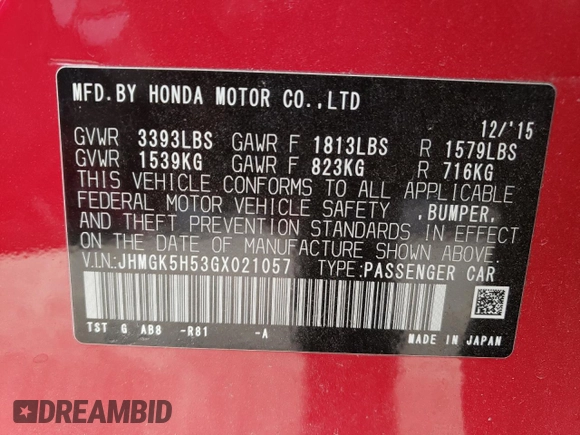 MFD.BY HONDA MOTOR CO.,LTD
12/'15
GVWR 3393LBS GAWR F 1813LBS R 1579LBS
GVWR 1539KG GAWR F 823KG R 716KG
THIS VEHICLE CONFORMS TO ALL APPLICABLE
FEDERAL MOTOR VEHICLE SAFETY ,BUMPER,
AND THEFT PREVENTION STANDARDS IN EFFECT
ON THE DATE OF MANUFACTURE SHOWN ABOVE.
V.I.N.:JHMGK5H53GX021057 TYPE:PASSENGER CAR
TST G AB8 -R81 -A
MADE IN JAPAN
DREAMBID